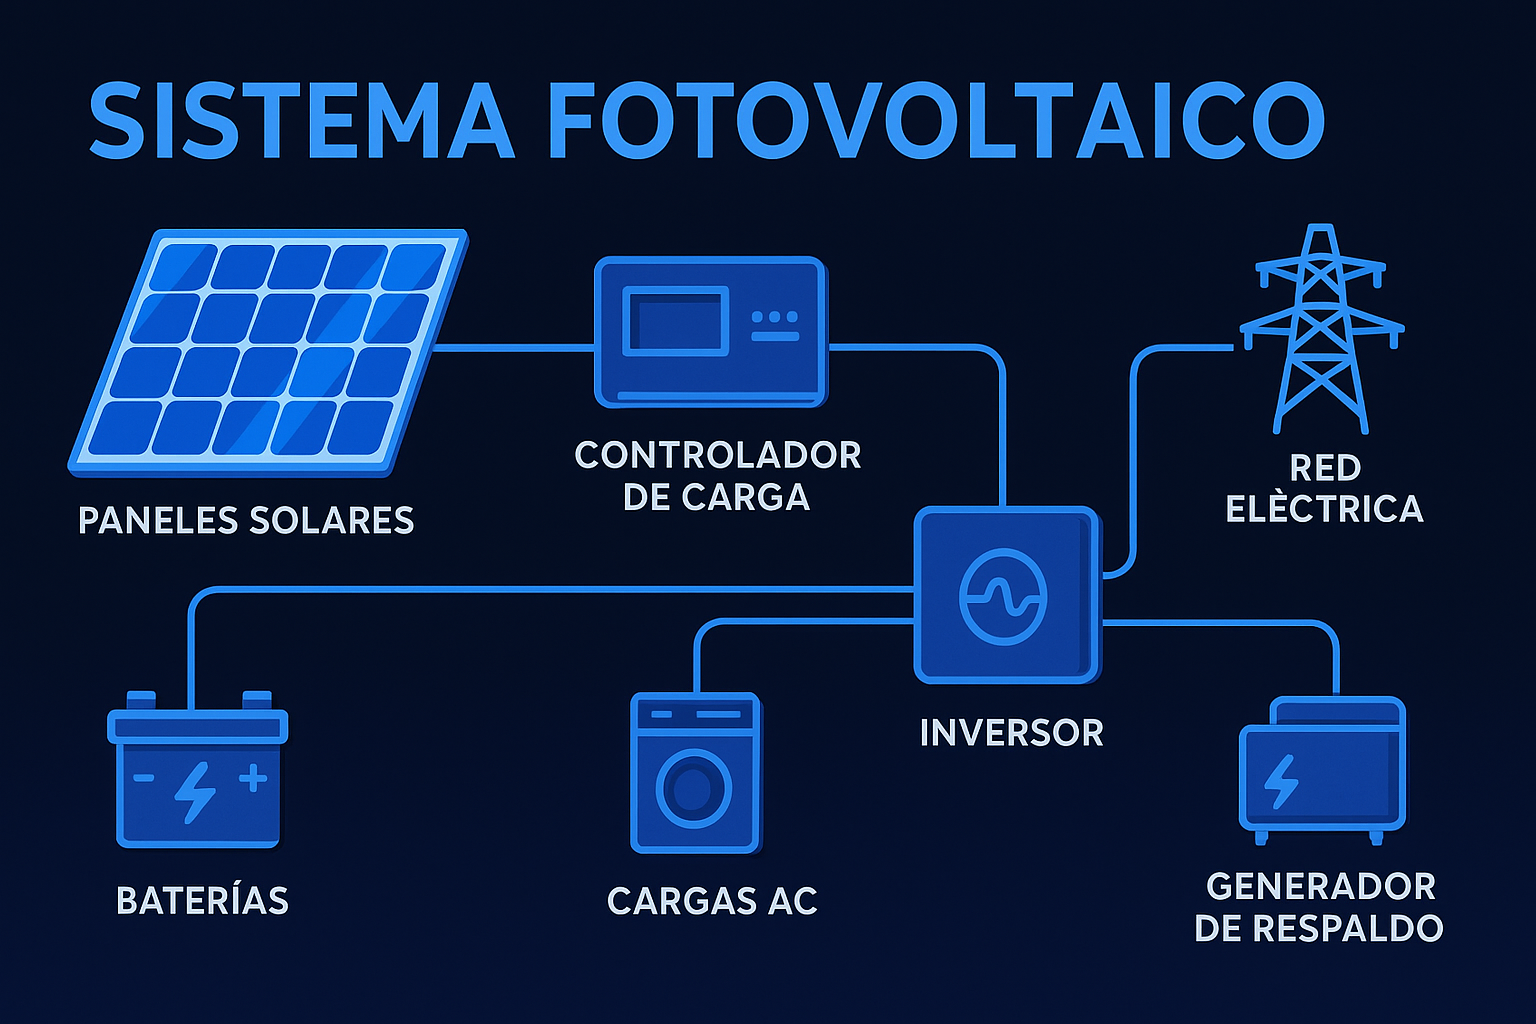 SISTEMA FOTOVOLTAICO
CONTROLADOR
DE CARGA
RED
ELÈCTRICA
PANELES SOLARES
INVERSOR
BATERÍAS
CARGAS AC
GENERADOR
DE RESPALDO